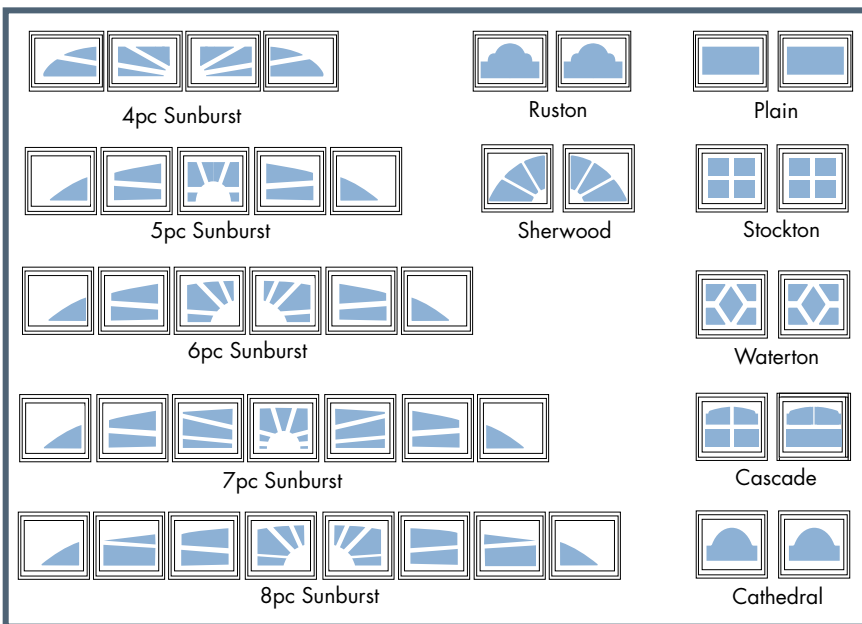 4pc Sunburst
Ruston
Plain
5pc Sunburst
Sherwood
Stockton
6pc Sunburst
Waterton
7pc Sunburst
Cascade
8pc Sunburst
Cathedral